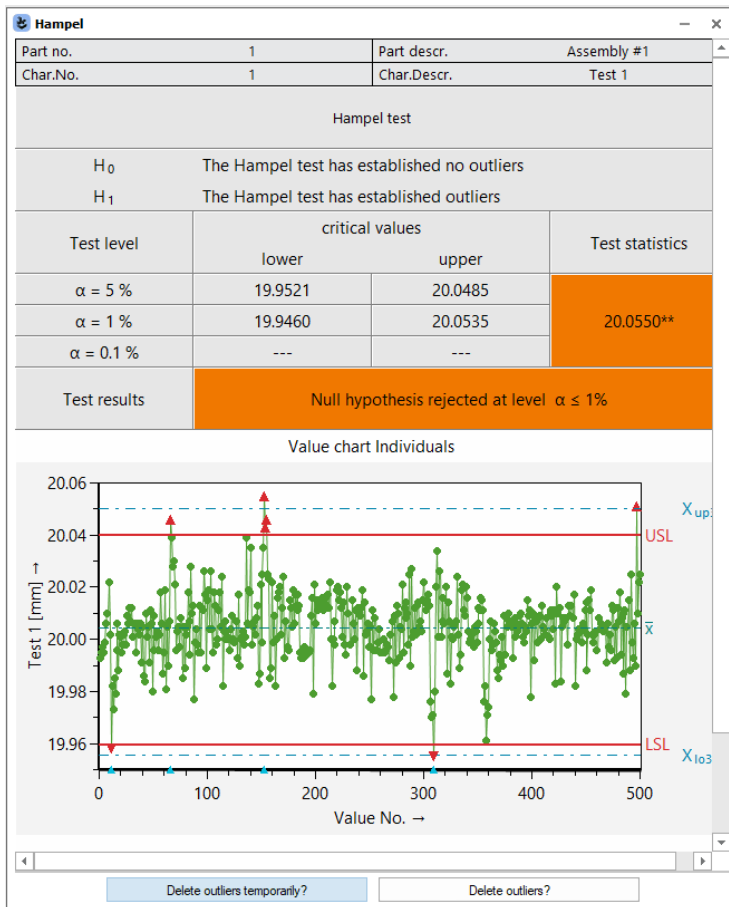 Hampel
Part no. 1 Part descr. Assembly #1
Char.No. 1 Char.Descr. Test 1
Hampel test
H0 The Hampel test has established no outliers
H1 The Hampel test has established outliers
Test level critical values Test statistics
lower upper
α = 5 % 19.9521 20.0485
α = 1 % 19.9460 20.0535 20.0550**
α = 0.1 % --- ---
Test results Null hypothesis rejected at level α ≤ 1%
Value chart Individuals
20.06
X up3
20.04 USL
20.02
20.00 x̄
19.98
19.96 LSL
X lo3
Test 1 [mm] →
0 100 200 300 400 500
Value No. →
Delete outliers temporarily? Delete outliers?